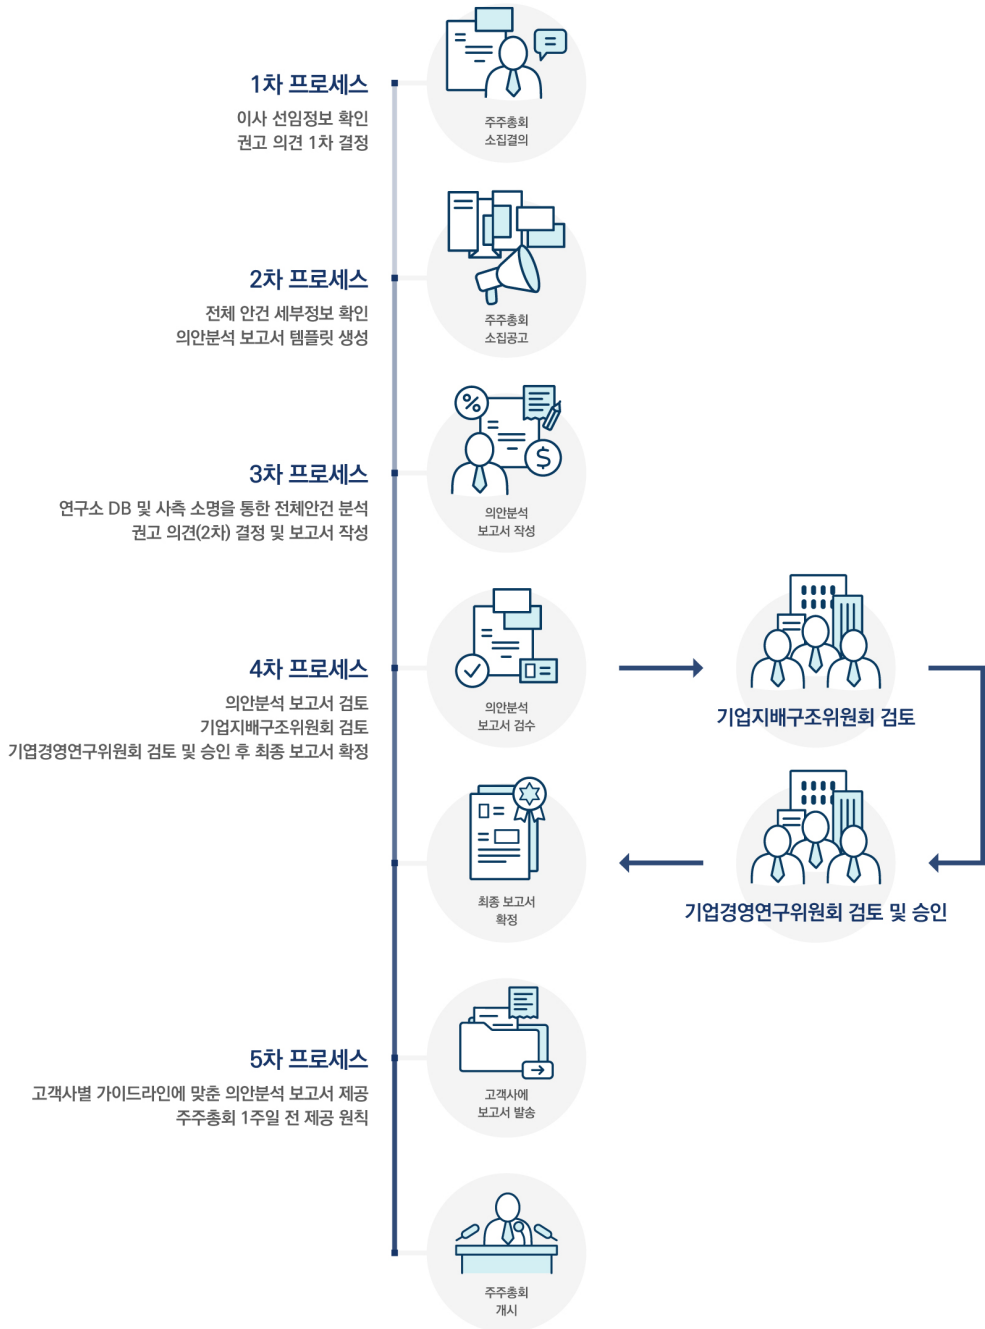 1차 프로세스
이사 선임정보 확인
권고 의견 1차 결정
주주총회
소집결의
2차 프로세스
전체 안건 세부정보 확인
의안분석 보고서 템플릿 생성
주주총회
소집공고
3차 프로세스
연구소 DB 및 사측 소명을 통한 전체안건 분석
권고 의견(2차) 결정 및 보고서 작성
의안분석
보고서 작성
4차 프로세스
의안분석 보고서 검토
기업지배구조위원회 검토
기엽경영연구위원회 검토 및 승인 후 최종 보고서 확정
의안분석
보고서 검수
기업지배구조위원회 검토
최종 보고서
확정
기업경영연구위원회 검토 및 승인
5차 프로세스
고객사별 가이드라인에 맞춘 의안분석 보고서 제공
주주총회 1주일 전 제공 원칙
고객사에
보고서 발송
주주총회
개시